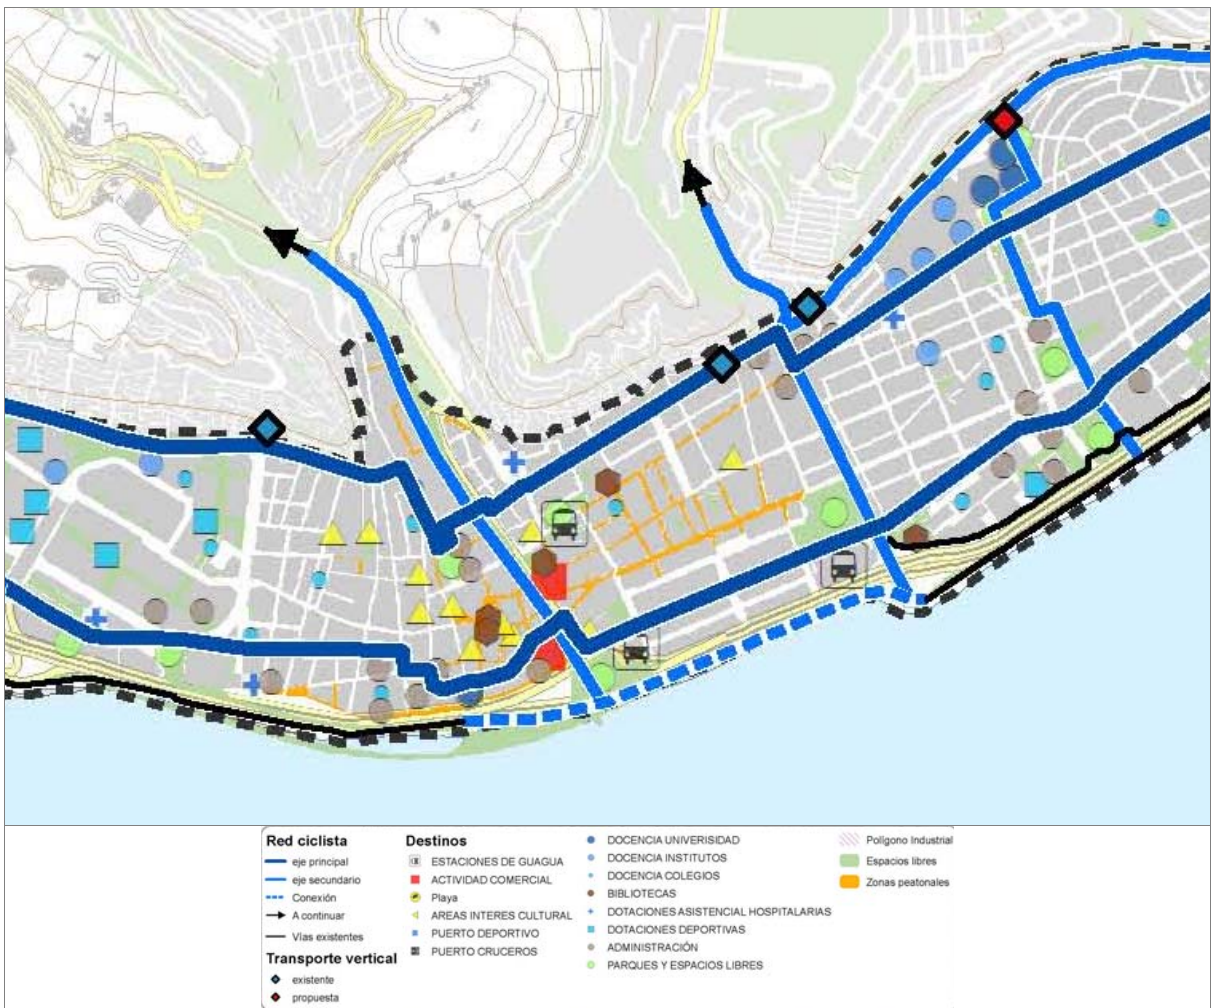 Red ciclista
eje principal
eje secundario
Conexión
A continuar
Vías existentes
Transporte vertical
existente
propuesta
Destinos
ESTACIONES DE GUAGUA
ACTIVIDAD COMERCIAL
Playa
AREAS INTERES CULTURAL
PUERTO DEPORTIVO
PUERTO CRUCEROS
DOCENCIA UNIVERISIDAD
DOCENCIA INSTITUTOS
DOCENCIA COLEGIOS
BIBLIOTECAS
DOTACIONES ASISTENCIAL HOSPITALARIAS
DOTACIONES DEPORTIVAS
ADMINISTRACIÓN
PARQUES Y ESPACIOS LIBRES
Polígono Industrial
Espacios libres
Zonas peatonales